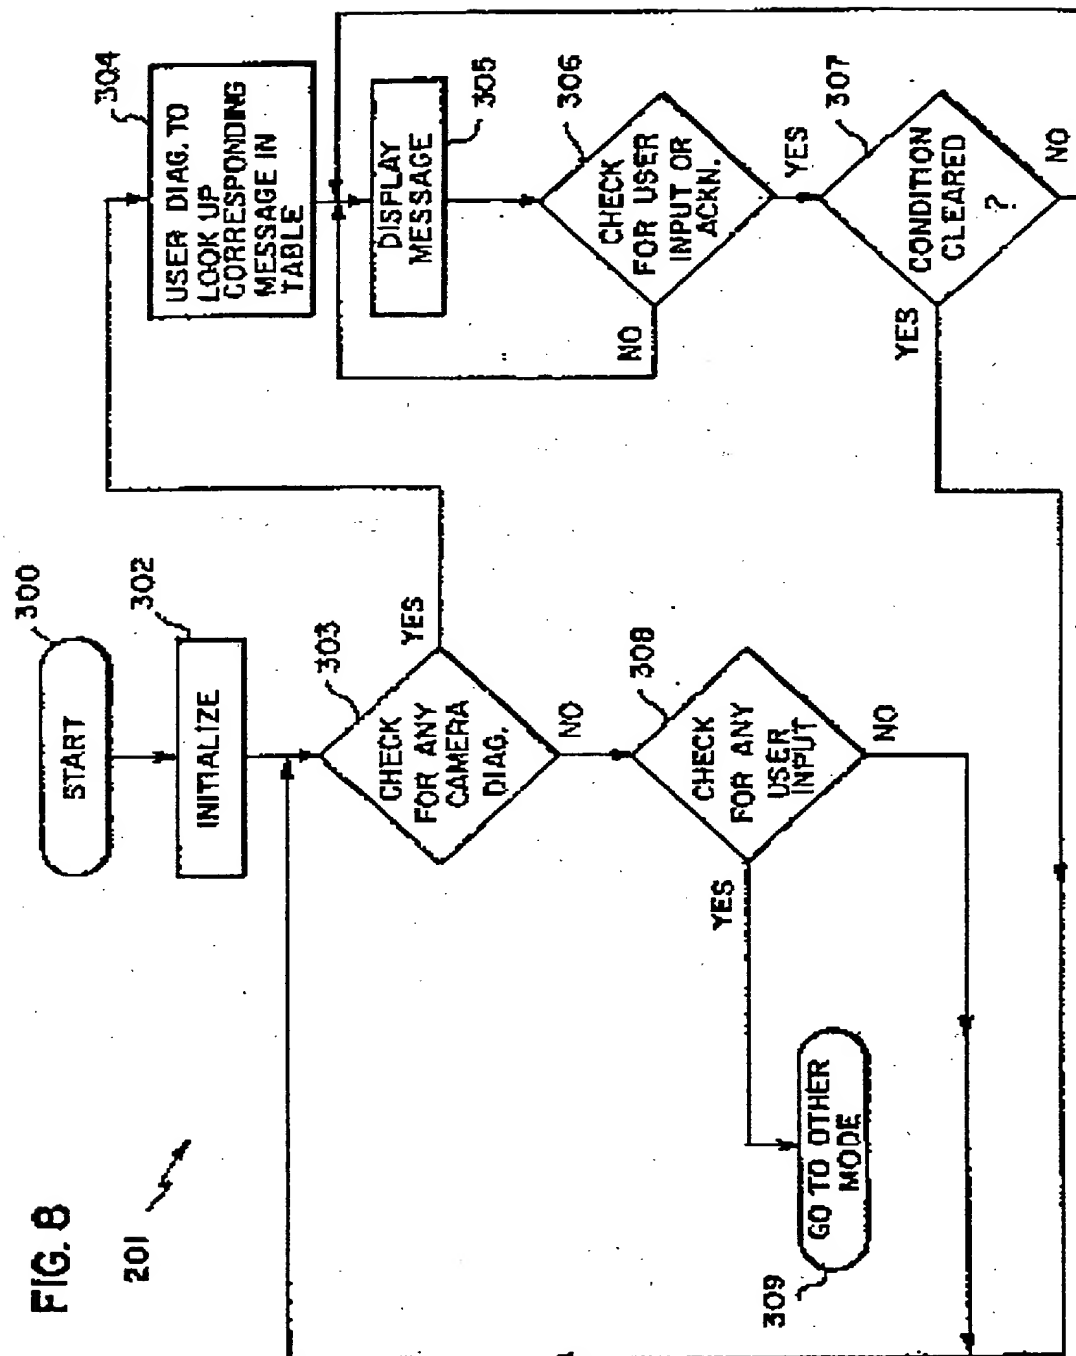 FIG. 8
201
300
START
302
INITIALIZE
303
CHECK
FOR ANY
CAMERA
DIAG.
YES
NO
308
CHECK
FOR ANY
USER
INPUT
YES
NO
GO TO OTHER
MODE
309
304
USER DIAG. TO
LOOK UP
CORRESPONDING
MESSAGE IN
TABLE
305
DISPLAY
MESSAGE
306
CHECK
FOR USER
INPUT OR
ACKN.
NO
YES
307
CONDITION
CLEARED
?
YES
NO